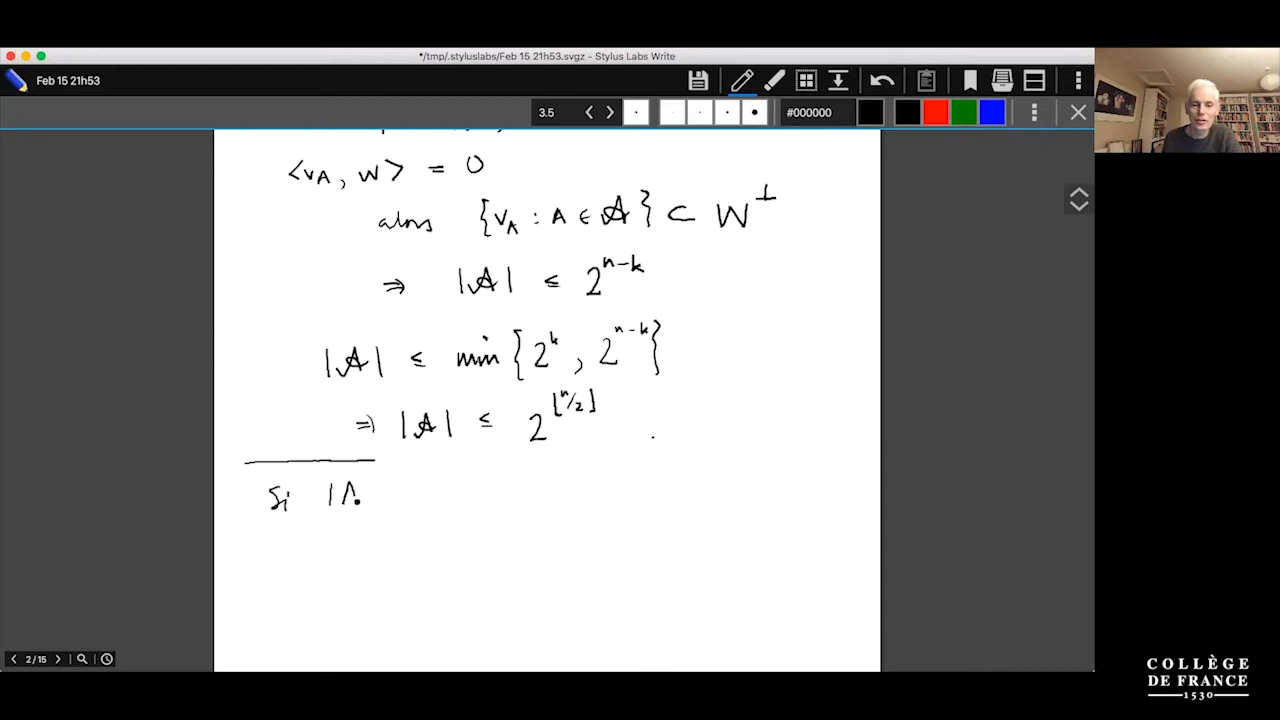 */tmp/.styluslabs/Feb 15 21h53.svgz - Stylus Labs Write
Feb 15 21h53
3.5
#000000
⟨v_A, w⟩ = 0
alors {v_A : A ∈ 𝒜} ⊂ W^⊥
⇒ |𝒜| ≤ 2^{n-k}
|𝒜| ≤ min {2^k, 2^{n-k}}
⇒ |𝒜| ≤ 2^{⌊n/2⌋}
Si |A
2/15
COLLÈGE
DE FRANCE
1530